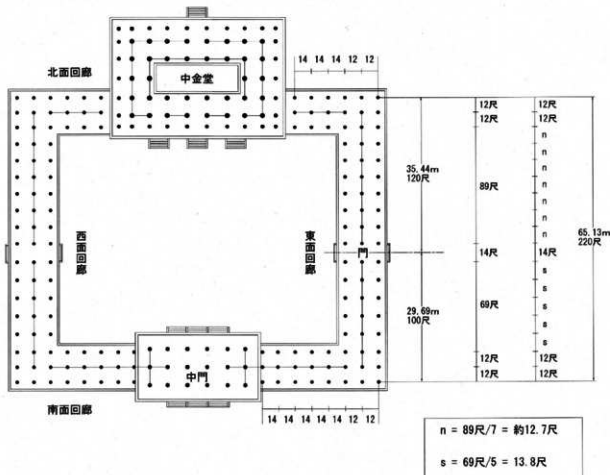 北面回廊
中金堂
14 14 14 12 12
西面回廊
東面回廊
門
中門
南面回廊
14 14 14 14 14 12 12
35.44m
120尺
29.69m
100尺
12尺
12尺
89尺
14尺
69尺
12尺
12尺
12尺
12尺
n
n
n
n
n
n
n
14尺
s
s
s
s
s
12尺
12尺
65.13m
220尺
n = 89尺/7 = 約12.7尺
s = 69尺/5 = 13.8尺